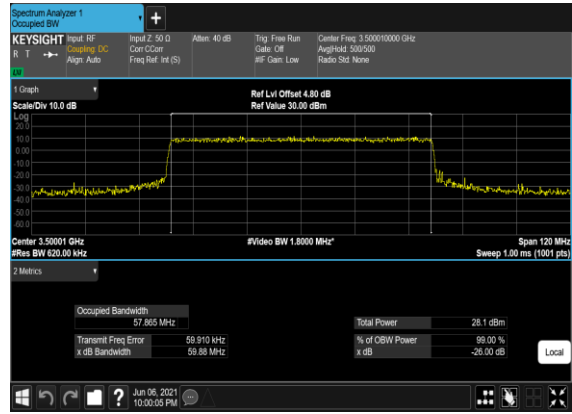 Spectrum Analyzer 1
Occupied BW
+
KEYSIGHT Input: RF Input Z: 50 Ω Atten: 40 dB Trig: Free Run Center Freq: 3.500010000 GHz
R T Coupling: DC Corr CCorr Gate: Off Avg|Hold: 500/500
Align: Auto Freq Ref: Int (S) #IF Gain: Low Radio Std: None
1 Graph
Ref Lvl Offset 4.80 dB
Scale/Div 10.0 dB Ref Value 30.00 dBm
Log
20.0
10.0
0.00
-10.0
-20.0
-30.0
-40.0
-50.0
-60.0
Center 3.50001 GHz #Video BW 1.8000 MHz* Span 120 MHz
#Res BW 620.00 kHz Sweep 1.00 ms (1001 pts)
2 Metrics
Occupied Bandwidth
57.865 MHz Total Power 28.1 dBm
Transmit Freq Error 59.910 kHz % of OBW Power 99.00 %
x dB Bandwidth 59.88 MHz x dB -26.00 dB
Local
? Jun 06, 2021
10:00:05 PM